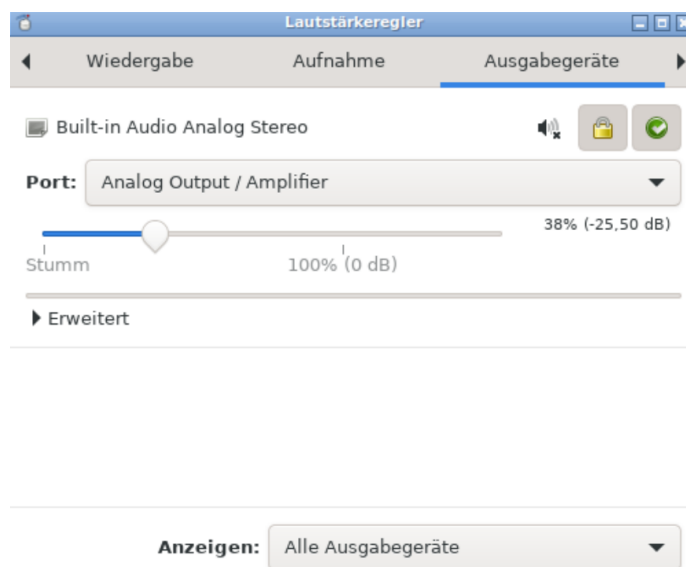 Lautstärkeregler
Wiedergabe Aufnahme Ausgabegeräte
Built-in Audio Analog Stereo
Port: Analog Output / Amplifier
38% (-25,50 dB)
Stumm 100% (0 dB)
Erweitert
Anzeigen: Alle Ausgabegeräte